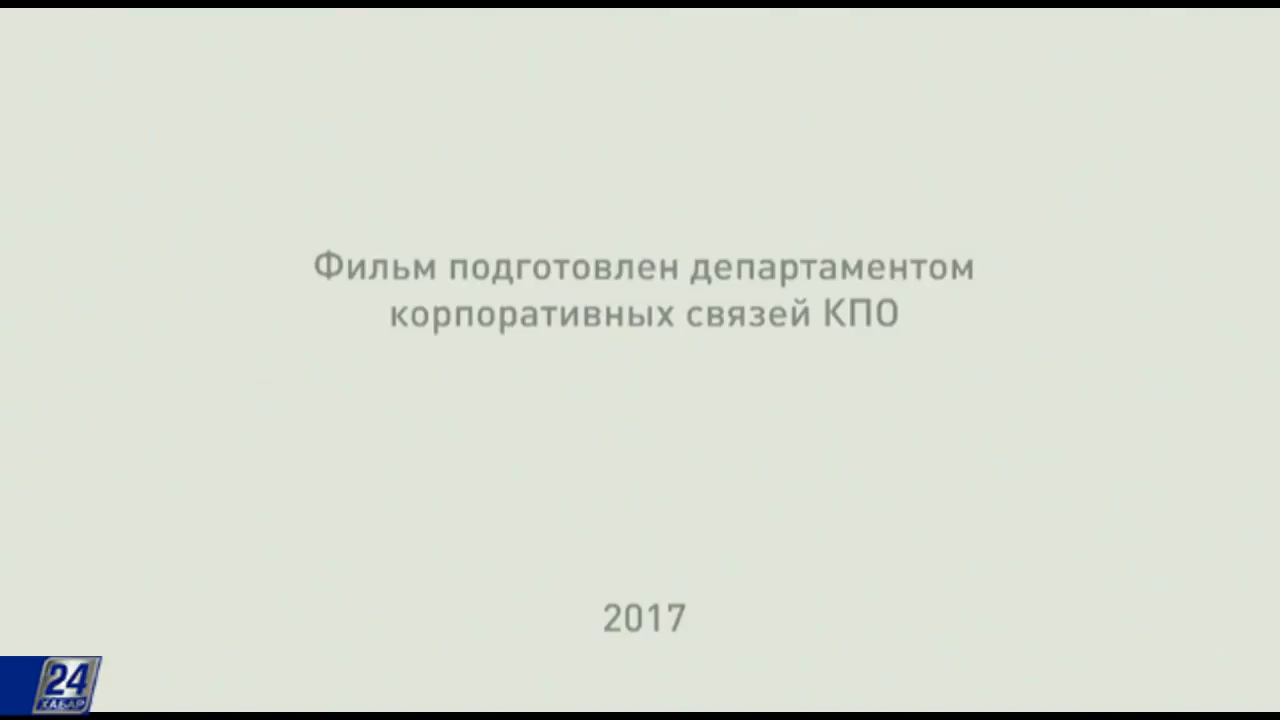 Фильм подготовлен департаментом
корпоративных связей КПО
2017
24
ХАБАР